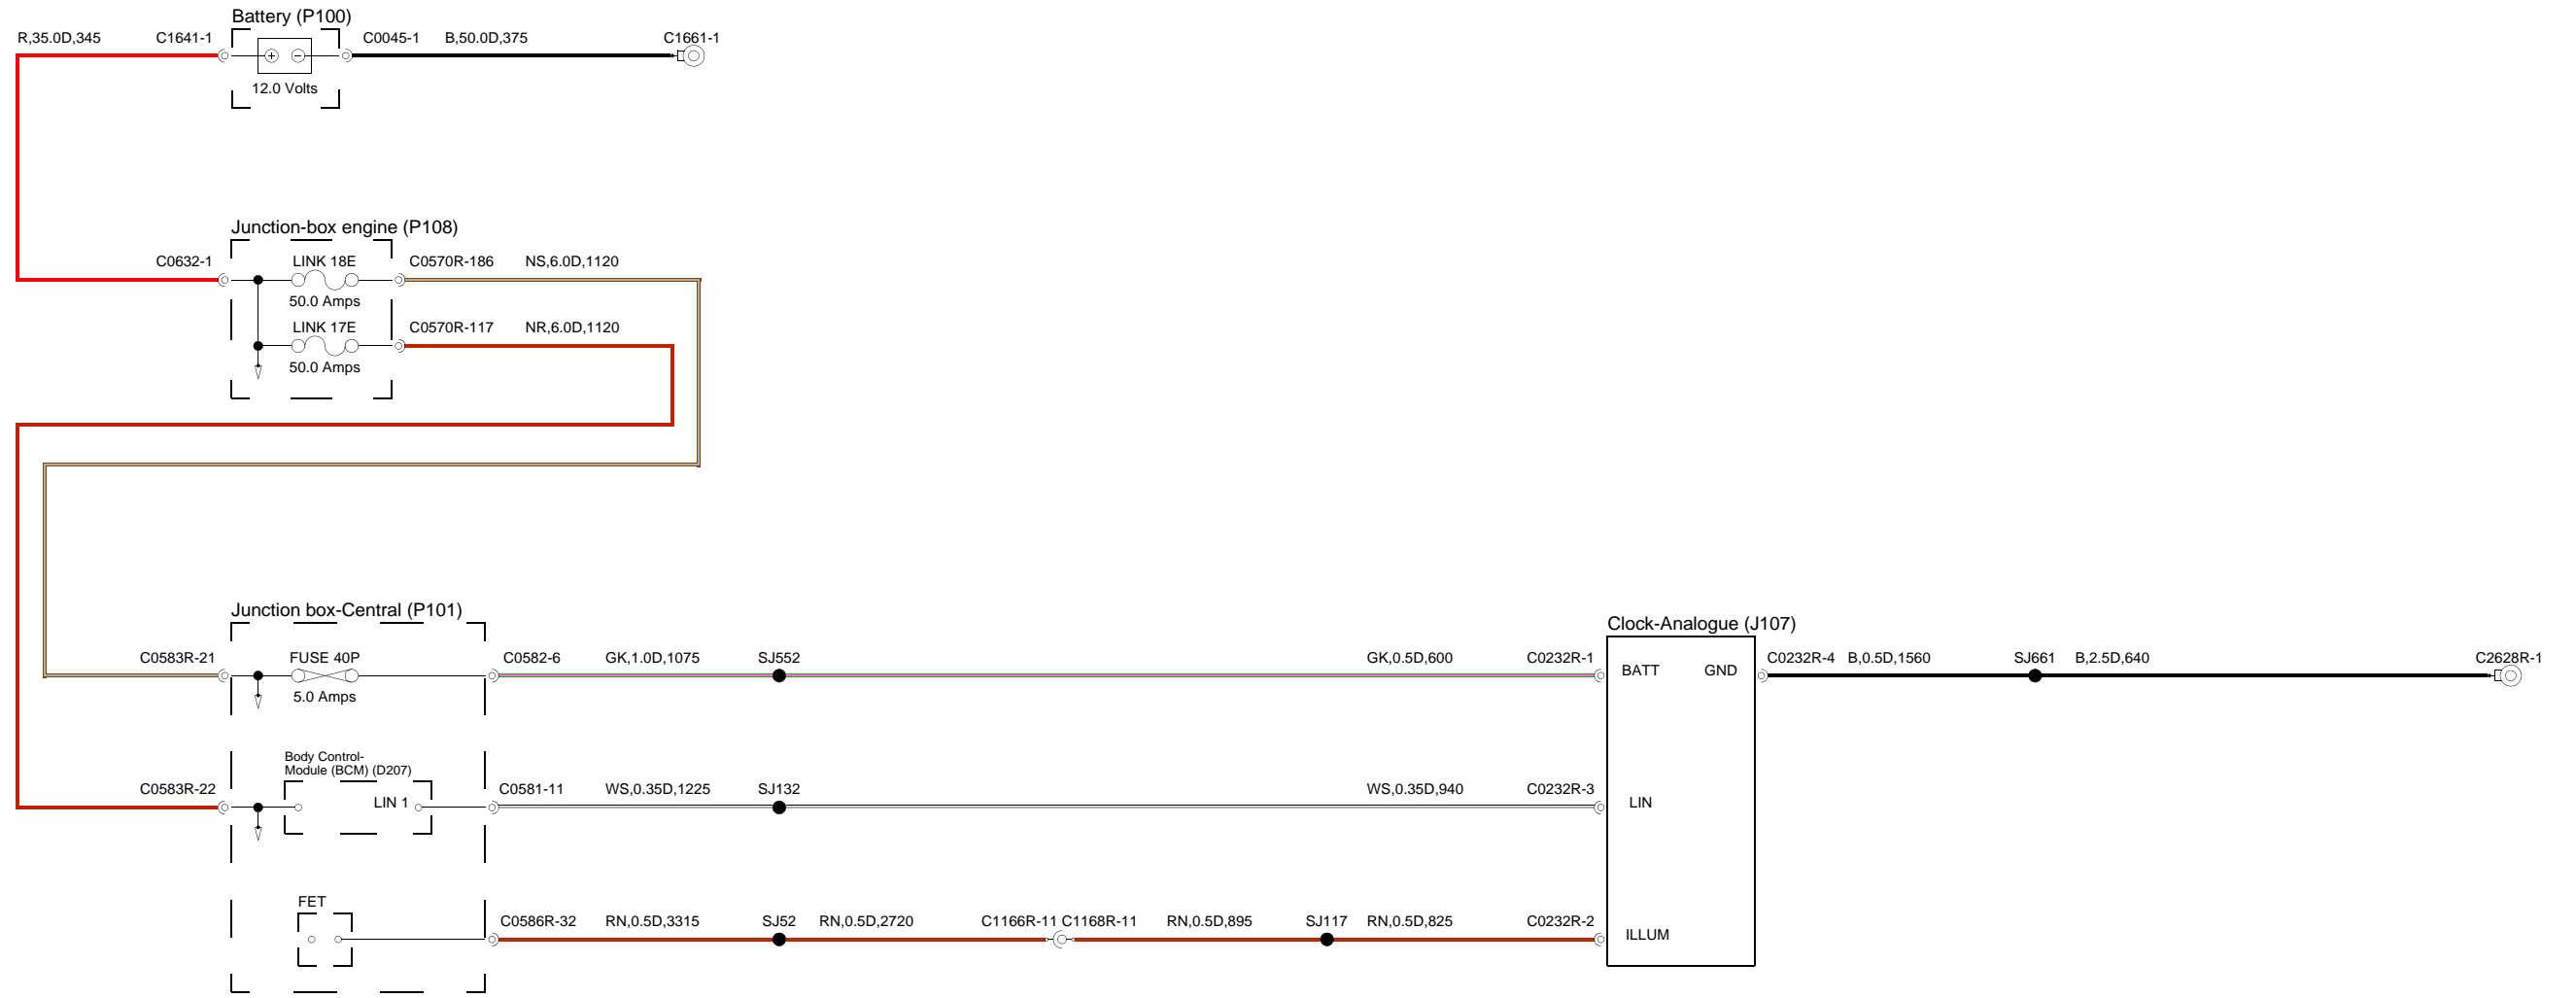 Battery (P100)
R,35.0D,345 C1641-1 C0045-1 B,50.0D,375 C1661-1
12.0 Volts
Junction-box engine (P108)
C0632-1 LINK 18E C0570R-186 NS,6.0D,1120
50.0 Amps
LINK 17E C0570R-117 NR,6.0D,1120
50.0 Amps
Junction box-Central (P101)
Clock-Analogue (J107)
C0583R-21 FUSE 40P C0582-6 GK,1.0D,1075 SJ552 GK,0.5D,600 C0232R-1 BATT GND C0232R-4 B,0.5D,1560 SJ661 B,2.5D,640 C2628R-1
5.0 Amps
Body Control-
Module (BCM) (D207)
C0583R-22 LIN 1 C0581-11 WS,0.35D,1225 SJ132 WS,0.35D,940 C0232R-3 LIN
FET
C0586R-32 RN,0.5D,3315 SJ52 RN,0.5D,2720 C1166R-11 C1168R-11 RN,0.5D,895 SJ117 RN,0.5D,825 C0232R-2 ILLUM